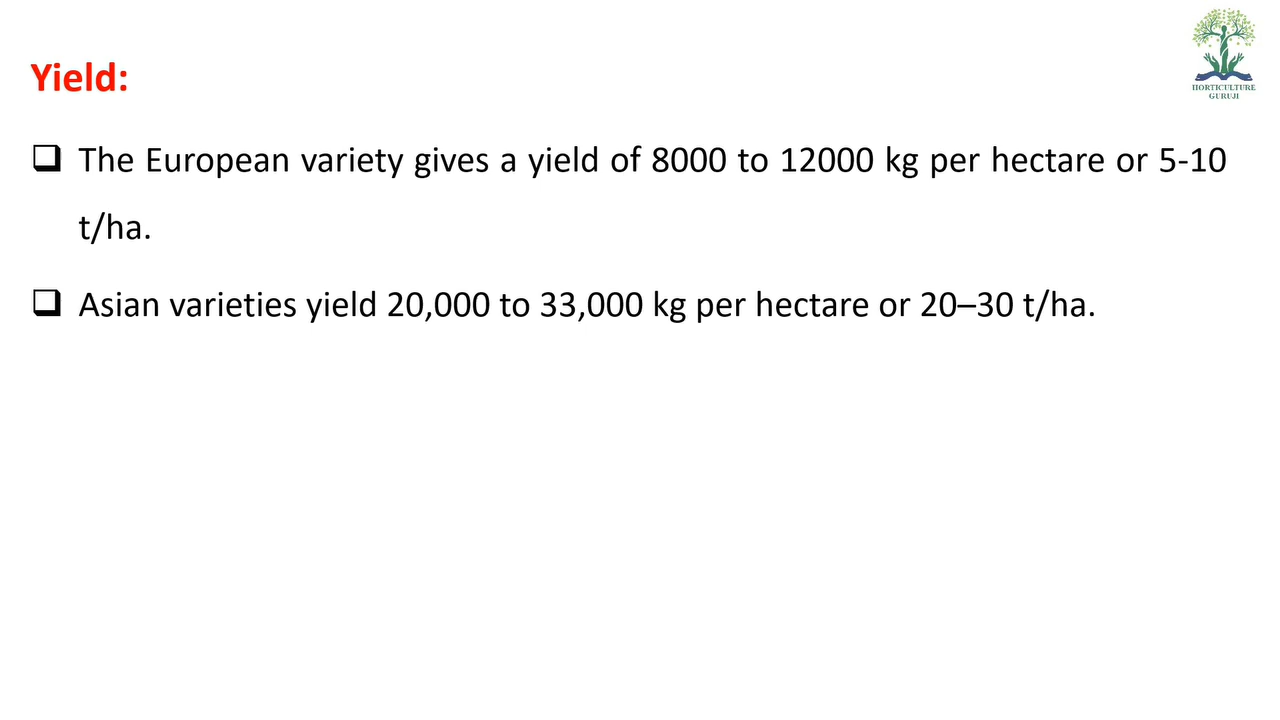 HORTICULTURE
GURUJI
Yield:
❑ The European variety gives a yield of 8000 to 12000 kg per hectare or 5-10
t/ha.
❑ Asian varieties yield 20,000 to 33,000 kg per hectare or 20–30 t/ha.